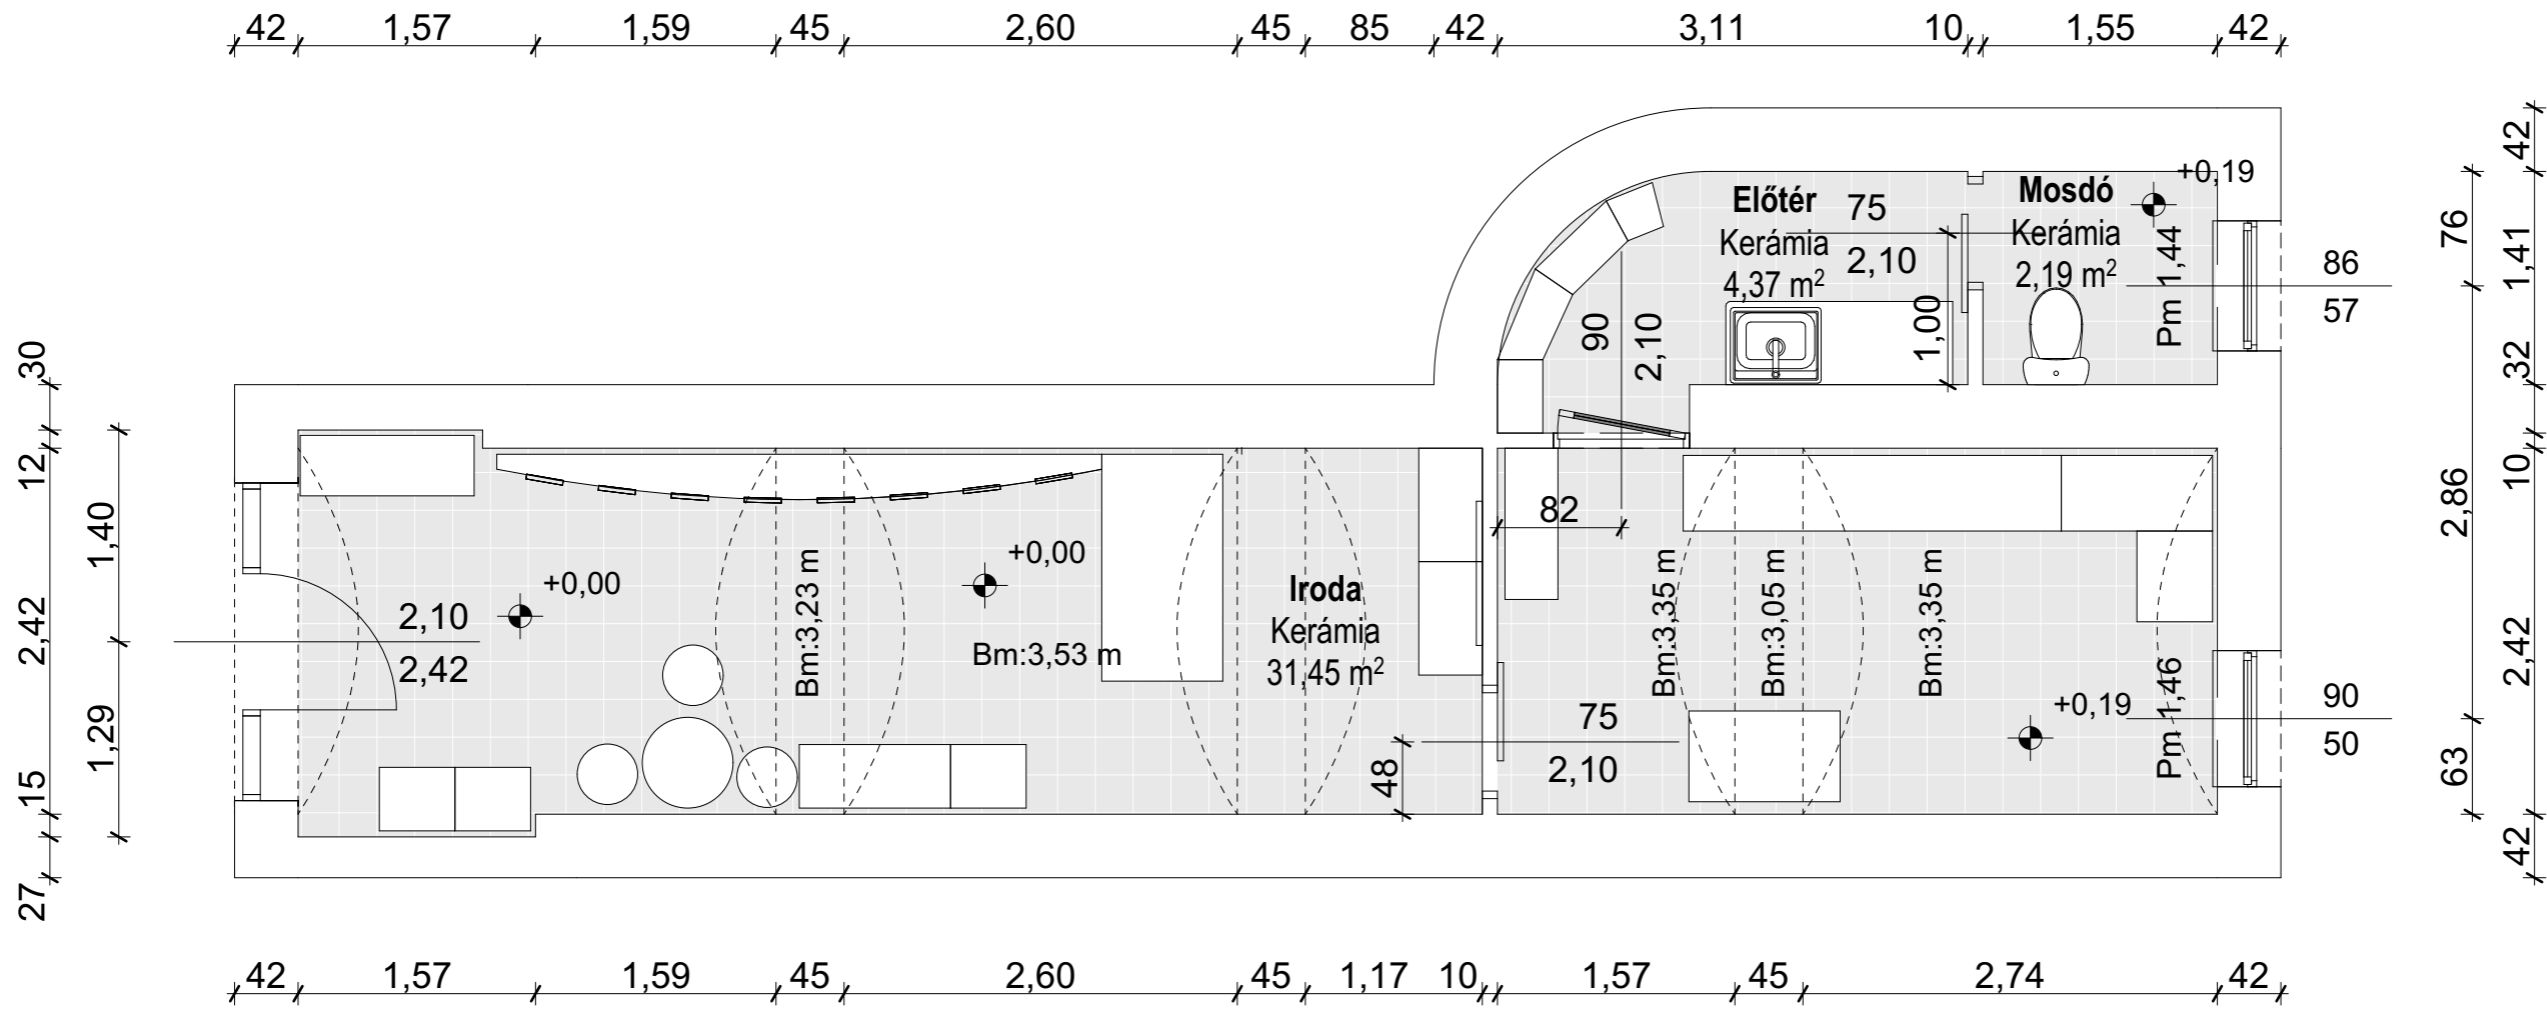 42 1,57 1,59 45 2,60 45 85 42 3,11 10 1,55 42
30
12
2,42
15
27
1,40
1,29
2,10
2,42
+0,00
Bm:3,23 m
+0,00
Bm:3,53 m
Iroda
Kerámia
31,45 m²
48
Előtér
Kerámia
4,37 m²
75
2,10
90
2,10
1,00
Mosdó
Kerámia
2,19 m²
+0,19
Pm 1,44
86
57
82
75
2,10
Bm:3,35 m
Bm:3,05 m
Bm:3,35 m
+0,19
Pm 1,46
90
50
76
2,86
63
42
1,41
32
10
2,42
42
42 1,57 1,59 45 2,60 45 1,17 10 1,57 45 2,74 42